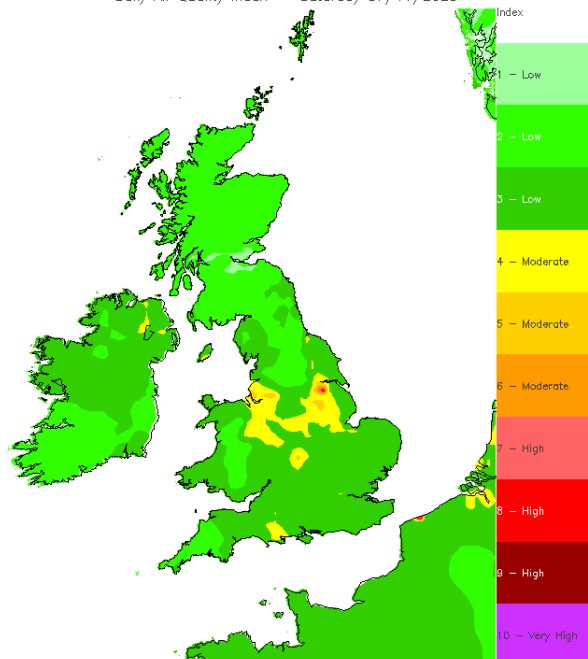 Index
1 - Low
2 - Low
3 - Low
4 - Moderate
5 - Moderate
6 - Moderate
7 - High
8 - High
9 - High
10 - Very High